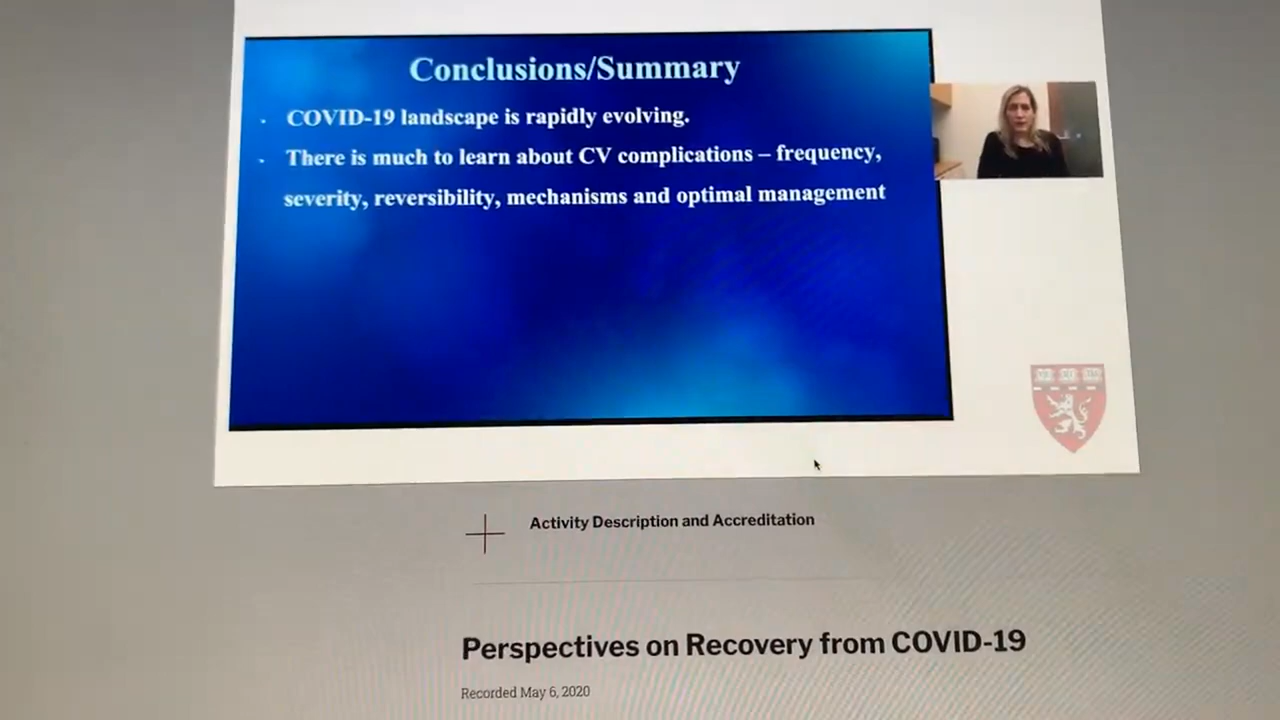 Conclusions/Summary
· COVID-19 landscape is rapidly evolving.
· There is much to learn about CV complications – frequency,
severity, reversibility, mechanisms and optimal management
Activity Description and Accreditation
Perspectives on Recovery from COVID-19
Recorded May 6, 2020